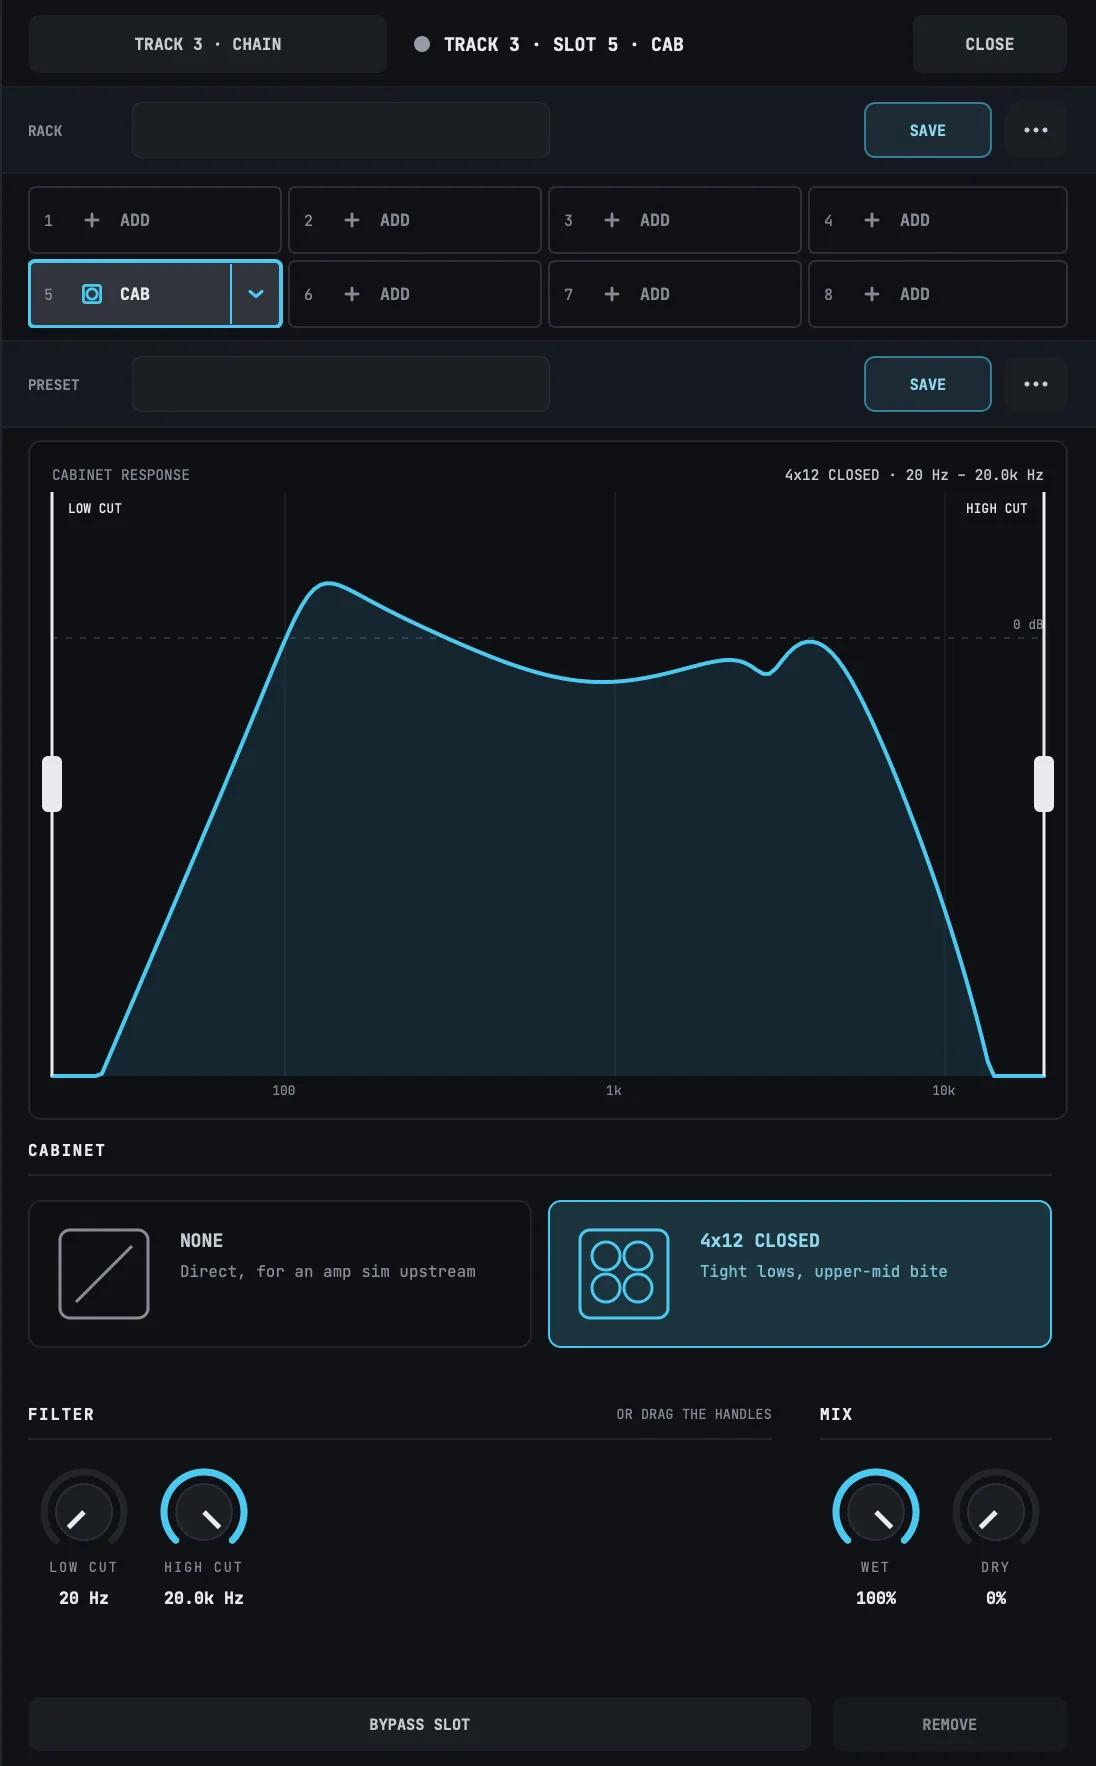 TRACK 3 · CHAIN
TRACK 3 · SLOT 5 · CAB
CLOSE
RACK
SAVE
1 + ADD
2 + ADD
3 + ADD
4 + ADD
5 CAB
6 + ADD
7 + ADD
8 + ADD
PRESET
SAVE
CABINET RESPONSE
4x12 CLOSED · 20 Hz – 20.0k Hz
LOW CUT
HIGH CUT
0 dB
100
1k
10k
CABINET
NONE
Direct, for an amp sim upstream
4x12 CLOSED
Tight lows, upper-mid bite
FILTER
OR DRAG THE HANDLES
MIX
LOW CUT
HIGH CUT
WET
DRY
20 Hz
20.0k Hz
100%
0%
BYPASS SLOT
REMOVE